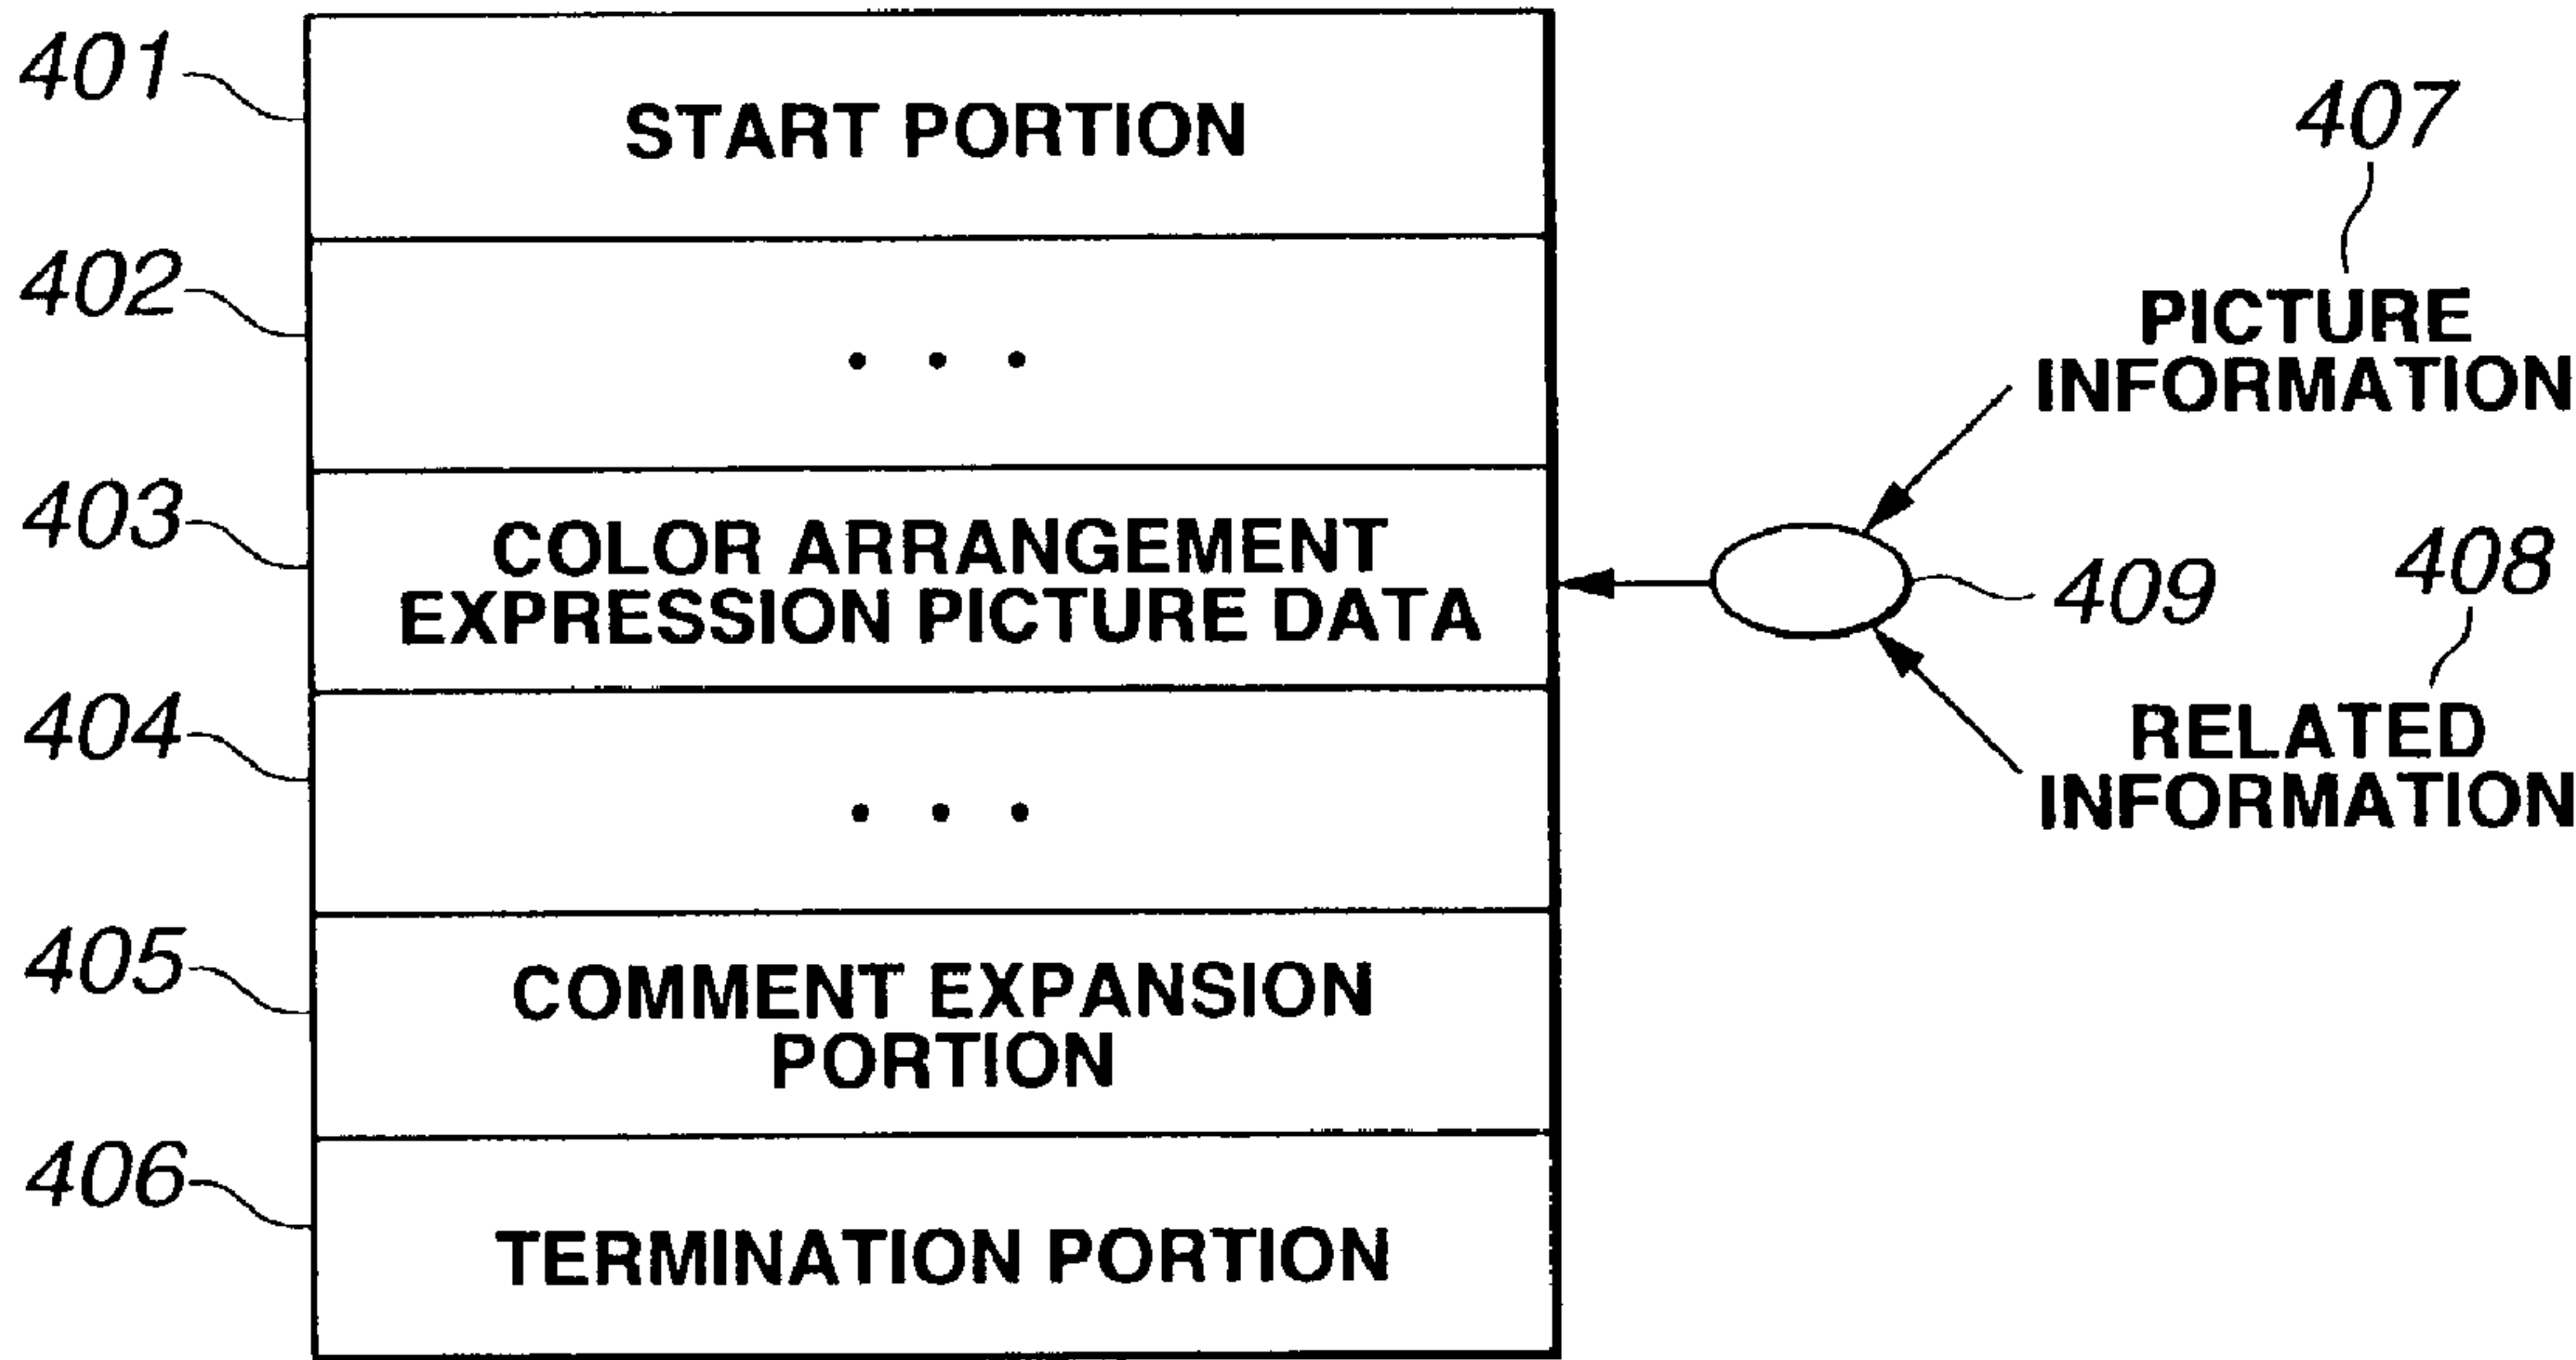 401
START PORTION
402
. . .
403
COLOR ARRANGEMENT
EXPRESSION PICTURE DATA
404
. . .
405
COMMENT EXPANSION
PORTION
406
TERMINATION PORTION
407
PICTURE
INFORMATION
409
408
RELATED
INFORMATION